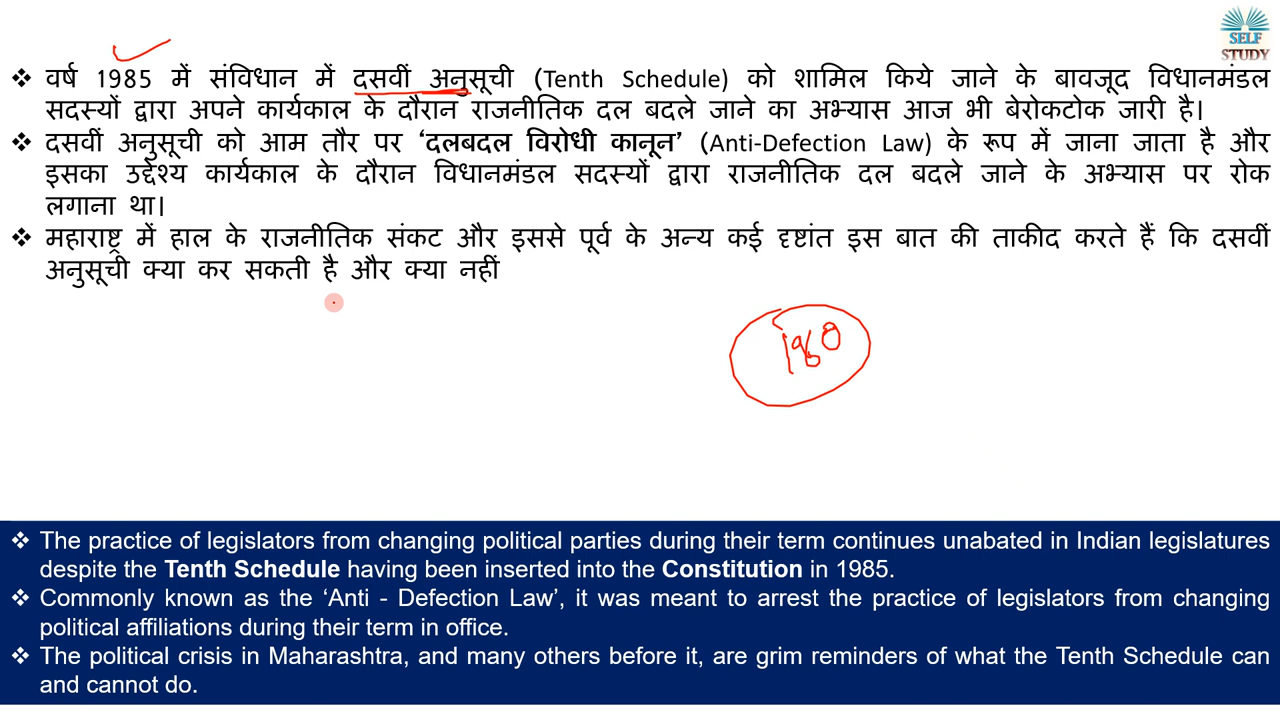 SELF
STUDY
❖ वर्ष 1985 में संविधान में दसवीं अनुसूची (Tenth Schedule) को शामिल किये जाने के बावजूद विधानमंडल
सदस्यों द्वारा अपने कार्यकाल के दौरान राजनीतिक दल बदले जाने का अभ्यास आज भी बेरोकटोक जारी है।
❖ दसवीं अनुसूची को आम तौर पर ‘दलबदल विरोधी कानून’ (Anti-Defection Law) के रूप में जाना जाता है और
इसका उद्देश्य कार्यकाल के दौरान विधानमंडल सदस्यों द्वारा राजनीतिक दल बदले जाने के अभ्यास पर रोक
लगाना था।
❖ महाराष्ट्र में हाल के राजनीतिक संकट और इससे पूर्व के अन्य कई दृष्टांत इस बात की ताकीद करते हैं कि दसवीं
अनुसूची क्या कर सकती है और क्या नहीं
❖ The practice of legislators from changing political parties during their term continues unabated in Indian legislatures
despite the Tenth Schedule having been inserted into the Constitution in 1985.
❖ Commonly known as the ‘Anti - Defection Law’, it was meant to arrest the practice of legislators from changing
political affiliations during their term in office.
❖ The political crisis in Maharashtra, and many others before it, are grim reminders of what the Tenth Schedule can
and cannot do.